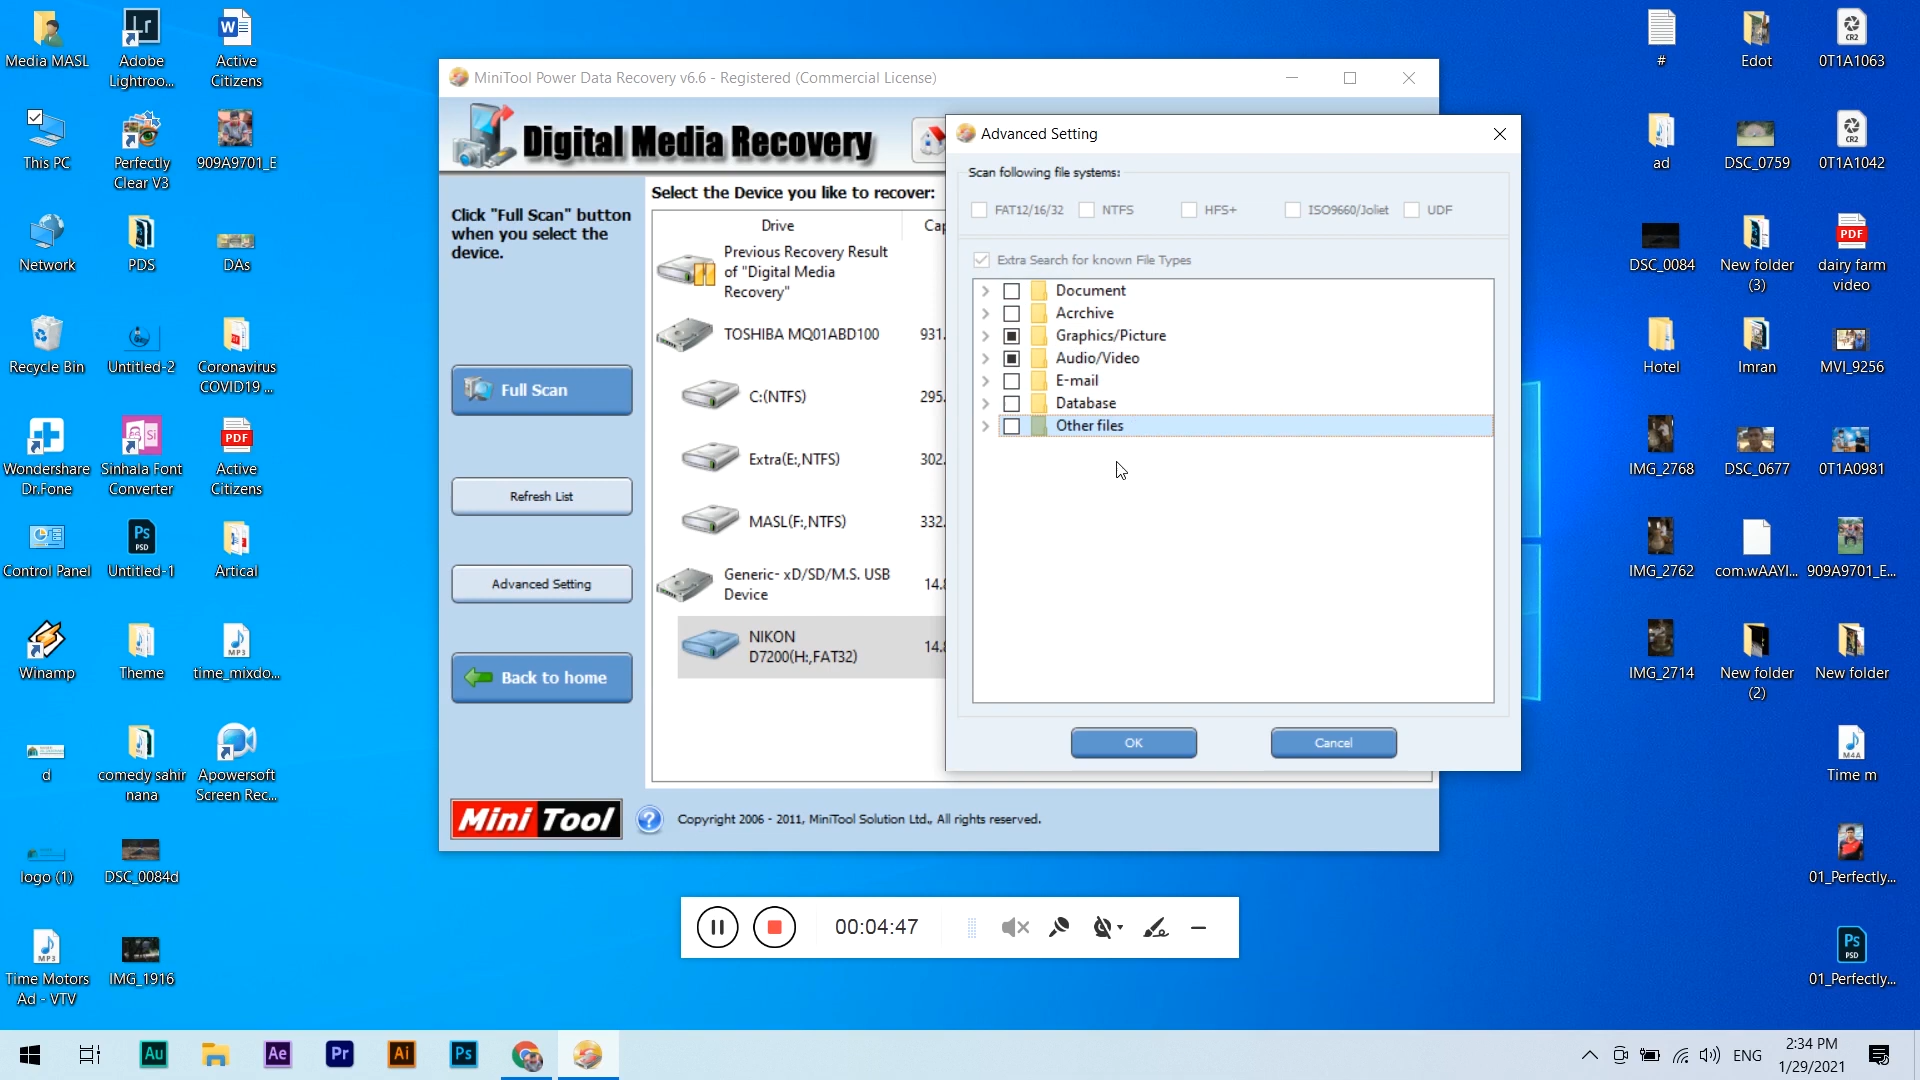 Media MASL
Adobe
Lightroo...
Active
Citizens
This PC
Perfectly
Clear V3
909A9701_E
Network
PDS
DAs
Recycle Bin
Untitled-2
Coronavirus
COVID19 ...
Wondershare
Dr.Fone
Sinhala Font
Converter
Active
Citizens
Control Panel
Untitled-1
Artical
Winamp
Theme
time_mixdo...
d
comedy sahir
nana
Apowersoft
Screen Rec...
logo (1)
DSC_0084d
Time Motors
Ad - VTV
IMG_1916
MiniTool Power Data Recovery v6.6 - Registered (Commercial License)
Digital Media Recovery
Click "Full Scan" button
when you select the
device.
Full Scan
Refresh List
Advanced Setting
Back to home
Select the Device you like to recover:
Drive
Cap
Previous Recovery Result
of "Digital Media
Recovery"
TOSHIBA MQ01ABD100 931.
C:(NTFS) 295.
Extra(E:,NTFS) 302.
MASL(F:,NTFS) 332.
Generic- xD/SD/M.S. USB
Device
14.8
NIKON
D7200(H:,FAT32)
14.8
Mini Tool
Copyright 2006 - 2011, MiniTool Solution Ltd., All rights reserved.
Advanced Setting
Scan following file systems:
FAT12/16/32 NTFS HFS+ ISO9660/Joliet UDF
Extra Search for known File Types
Document
Acrchive
Graphics/Picture
Audio/Video
E-mail
Database
Other files
OK
Cancel
00:04:47
#
Edot
0T1A1063
ad
DSC_0759
0T1A1042
DSC_0084
New folder
(3)
dairy farm
video
Hotel
Imran
MVI_9256
IMG_2768
DSC_0677
0T1A0981
IMG_2762
com.wAAYI...
909A9701_E...
IMG_2714
New folder
(2)
New folder
Time m
01_Perfectly...
01_Perfectly...
Au
Ae
Pr
Ai
Ps
ENG
2:34 PM
1/29/2021